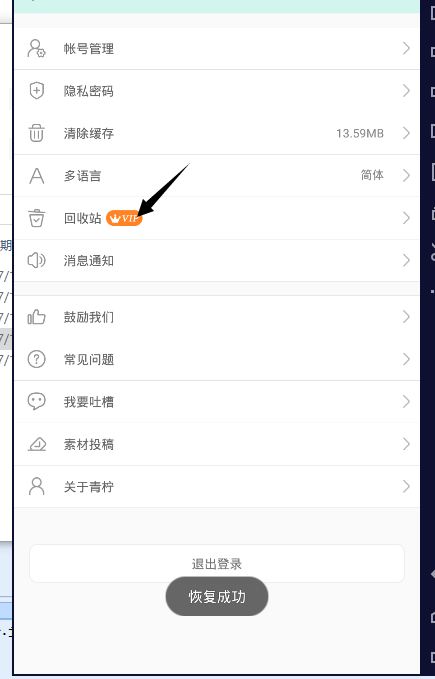 帐号管理
隐私密码
清除缓存 13.59MB
多语言 简体
回收站 VIP
消息通知
鼓励我们
常见问题
我要吐槽
素材投稿
关于青柠
退出登录
恢复成功